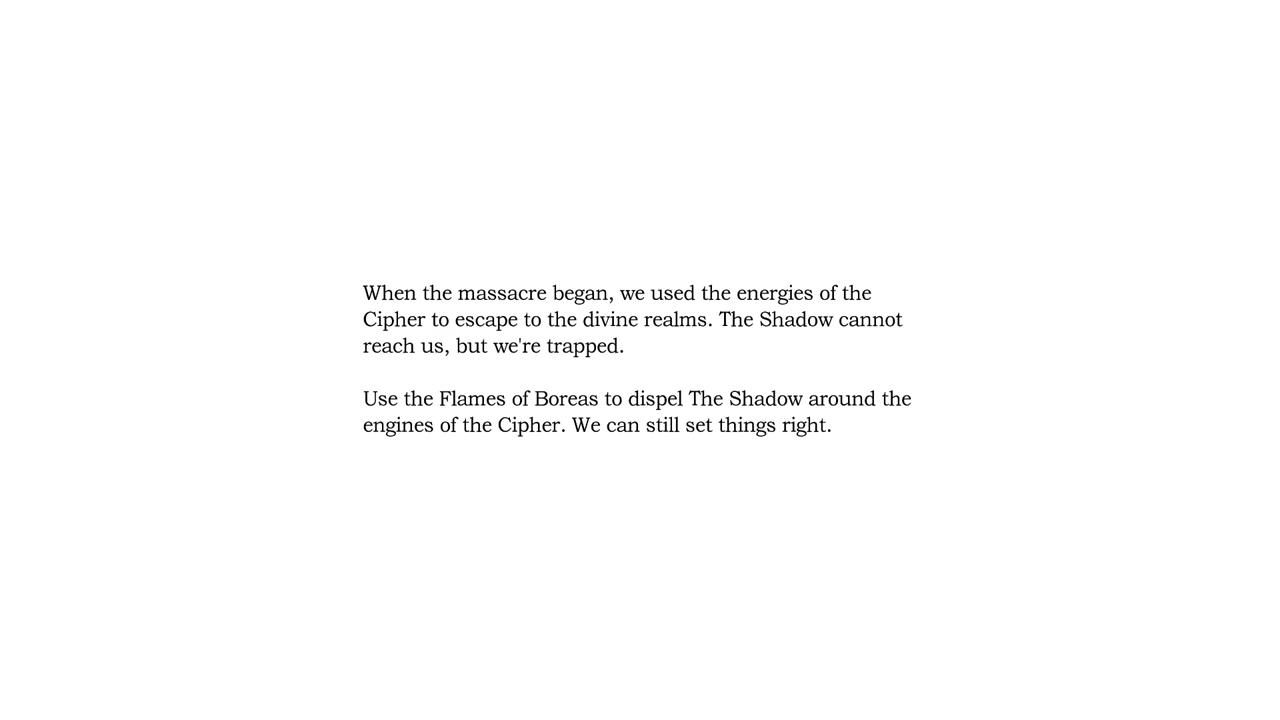 When the massacre began, we used the energies of the
Cipher to escape to the divine realms. The Shadow cannot
reach us, but we're trapped.
Use the Flames of Boreas to dispel The Shadow around the
engines of the Cipher. We can still set things right.